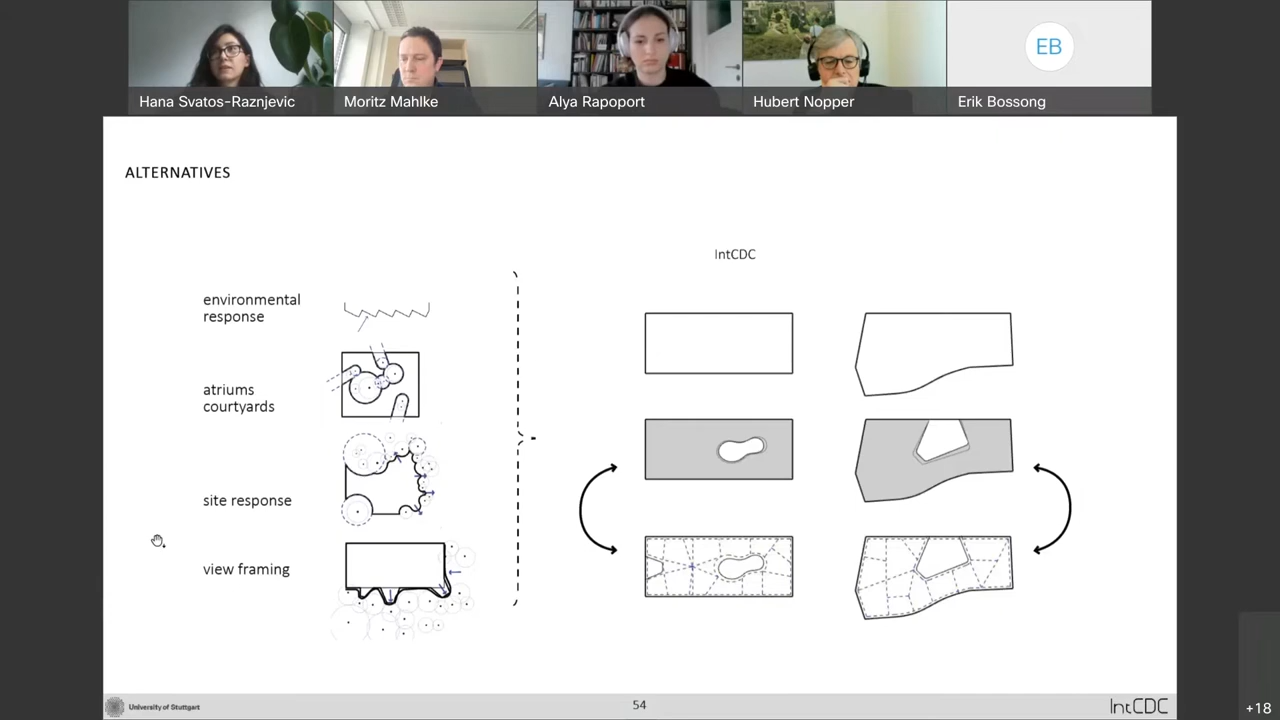 Hana Svatos-Raznjevic
Moritz Mahlke
Alya Rapoport
Hubert Nopper
EB
Erik Bossong
ALTERNATIVES
IntCDC
environmental
response
atriums
courtyards
site response
view framing
University of Stuttgart
54
IntCDC
+18